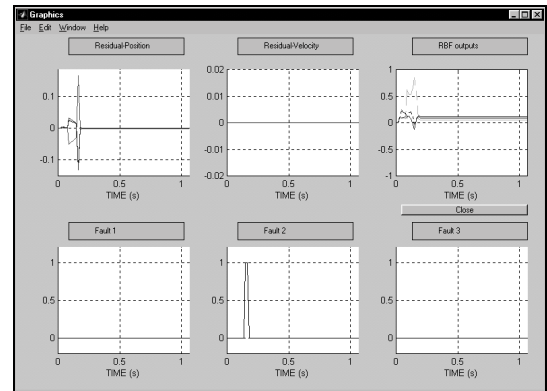 Graphics
File Edit Window Help
Residual-Position Residual-Velocity RBF outputs
0.1
0
-0.1
0 0.5 1
TIME (s)
0.02
0.01
0
-0.01
-0.02
0 0.5 1
TIME (s)
1
0.5
0
-0.5
-1
0 0.5 1
TIME (s)
Close
Fault 1 Fault 2 Fault 3
1
0.5
0
0 0.5 1
TIME (s)
1
0.5
0
0 0.5 1
TIME (s)
1
0.5
0
0 0.5 1
TIME (s)